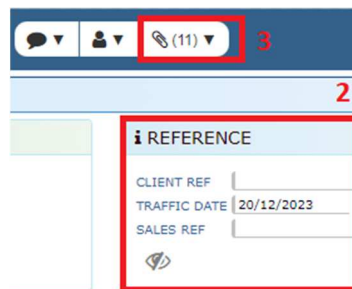 (11) 3
2
i REFERENCE
CLIENT REF
TRAFFIC DATE 20/12/2023
SALES REF